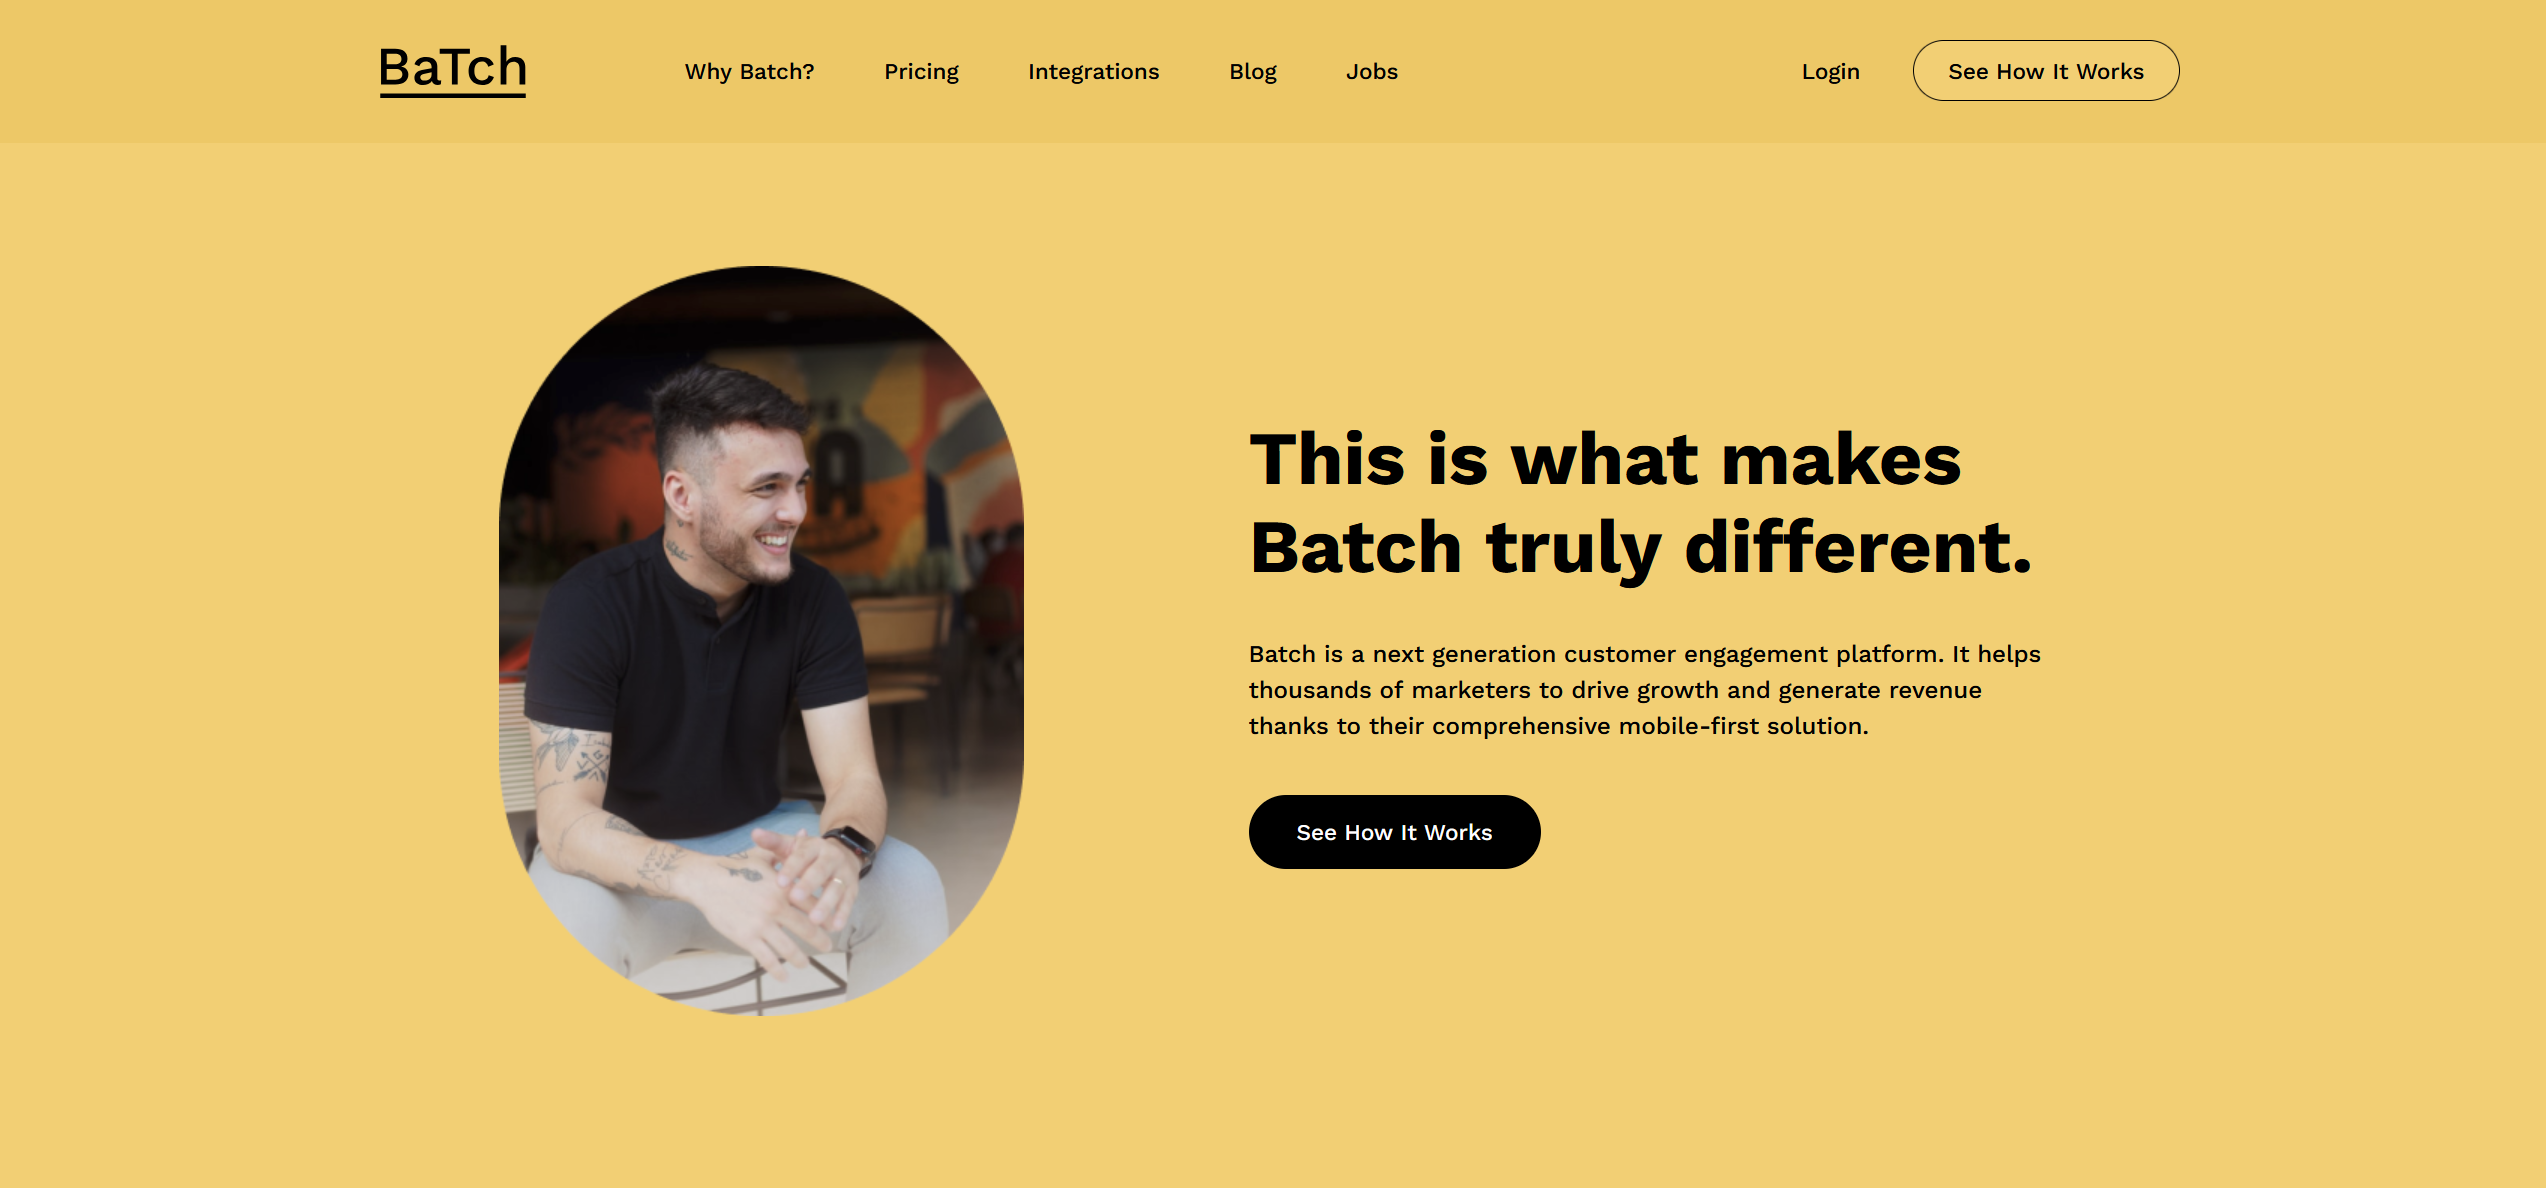 BaTch
Why Batch?
Pricing
Integrations
Blog
Jobs
Login
See How It Works
This is what makes
Batch truly different.
Batch is a next generation customer engagement platform. It helps
thousands of marketers to drive growth and generate revenue
thanks to their comprehensive mobile-first solution.
See How It Works